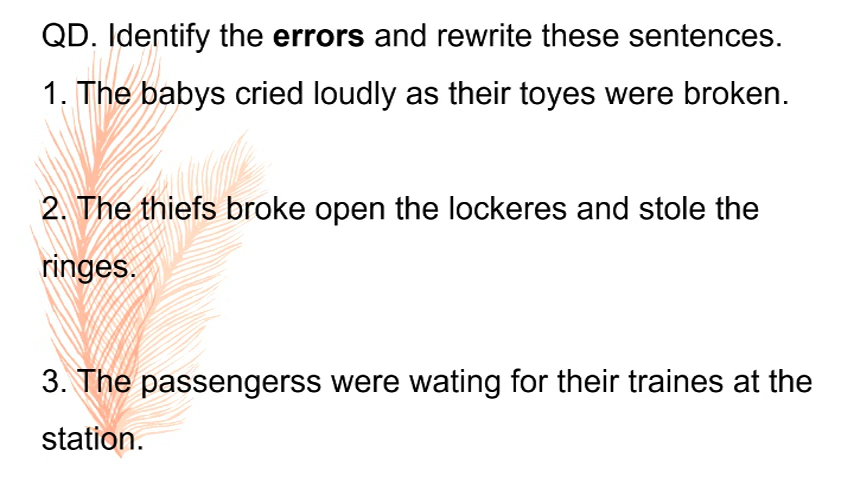 QD. Identify the errors and rewrite these sentences.
1. The babys cried loudly as their toyes were broken.
2. The thiefs broke open the lockeres and stole the
ringes.
3. The passengerss were wating for their traines at the
station.